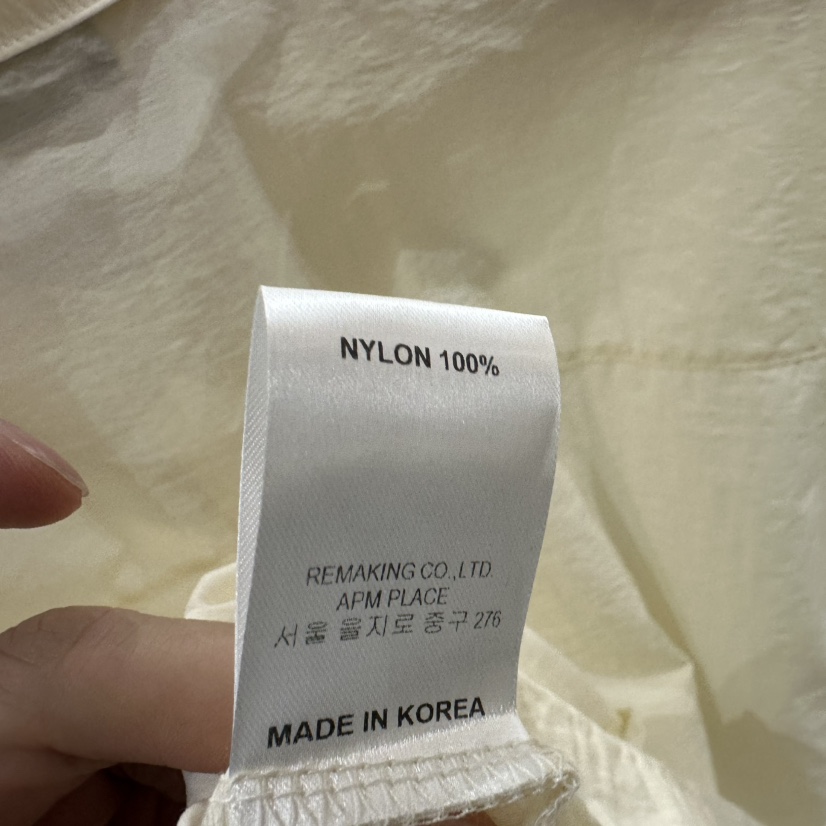 NYLON 100%
REMAKING CO.,LTD.
APM PLACE
서울 을지로 중구 276
MADE IN KOREA